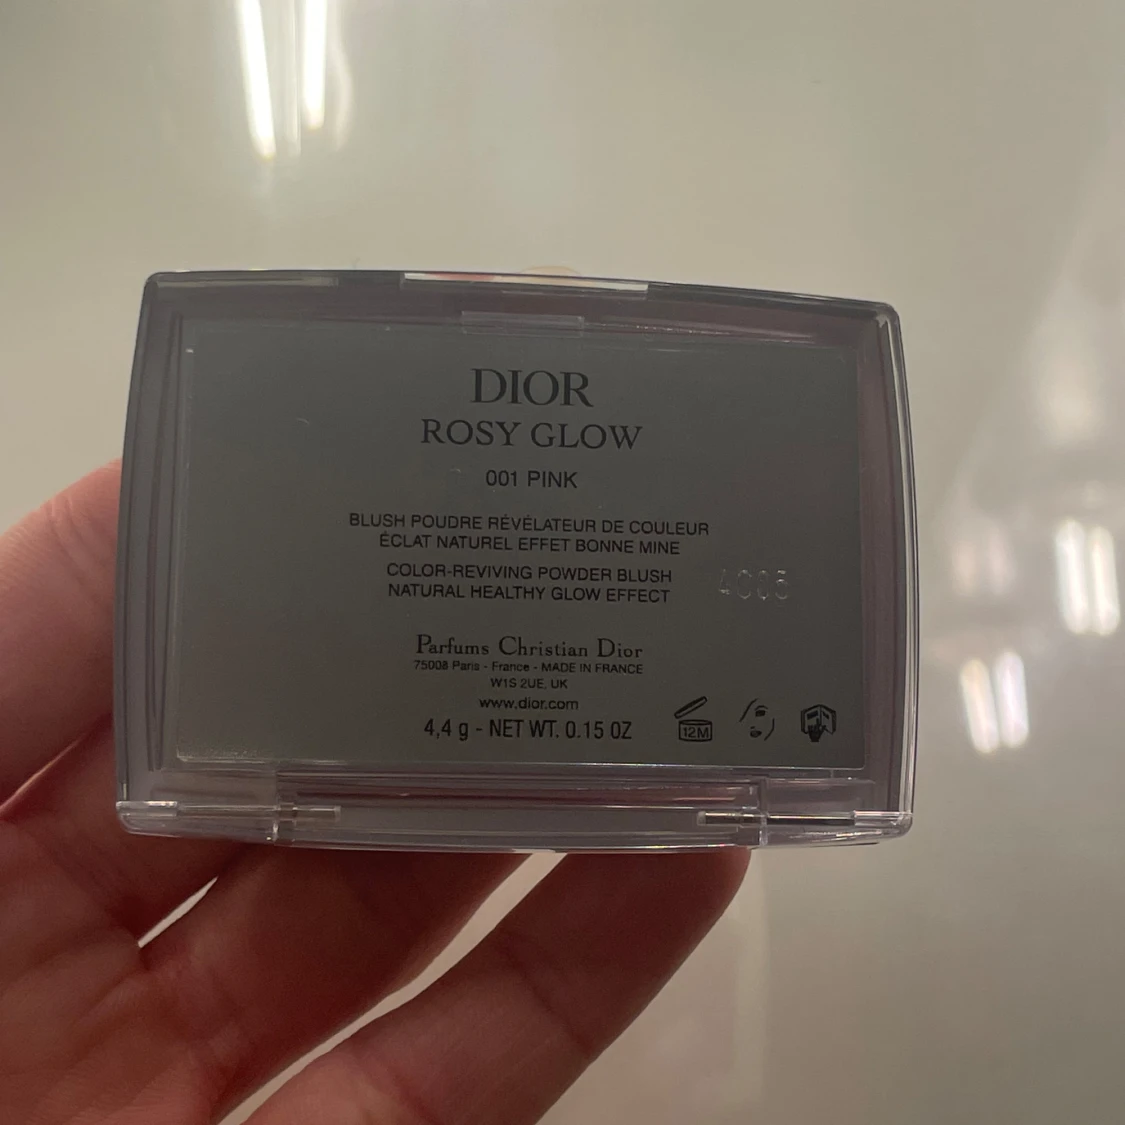 DIOR
ROSY GLOW
001 PINK
BLUSH POUDRE RÉVÉLATEUR DE COULEUR
ÉCLAT NATUREL EFFET BONNE MINE
COLOR-REVIVING POWDER BLUSH
NATURAL HEALTHY GLOW EFFECT
Parfums Christian Dior
75008 Paris - France - MADE IN FRANCE
W1S 2UE, UK
www.dior.com
4,4 g - NET WT. 0.15 OZ
12M